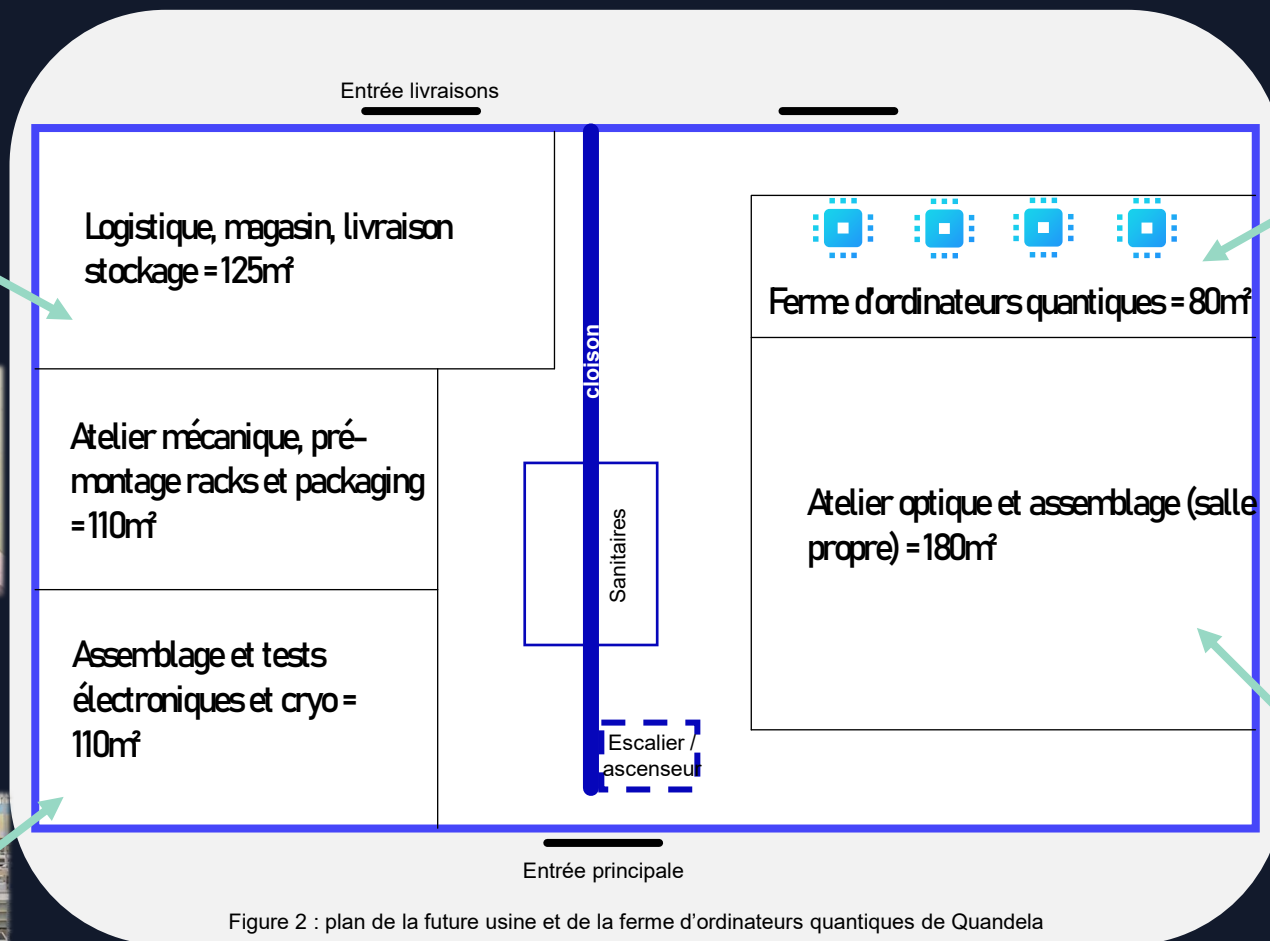 Entrée livraisons
Logistique, magasin, livraison
stockage = 125m²
Ferme d'ordinateurs quantiques = 80m²
cloison
Atelier mécanique, pré-
montage racks et packaging
= 110m²
Atelier optique et assemblage (salle
propre) = 180m²
Sanitaires
Assemblage et tests
électroniques et cryo =
110m²
Escalier /
ascenseur
Entrée principale
Figure 2 : plan de la future usine et de la ferme d'ordinateurs quantiques de Quandela